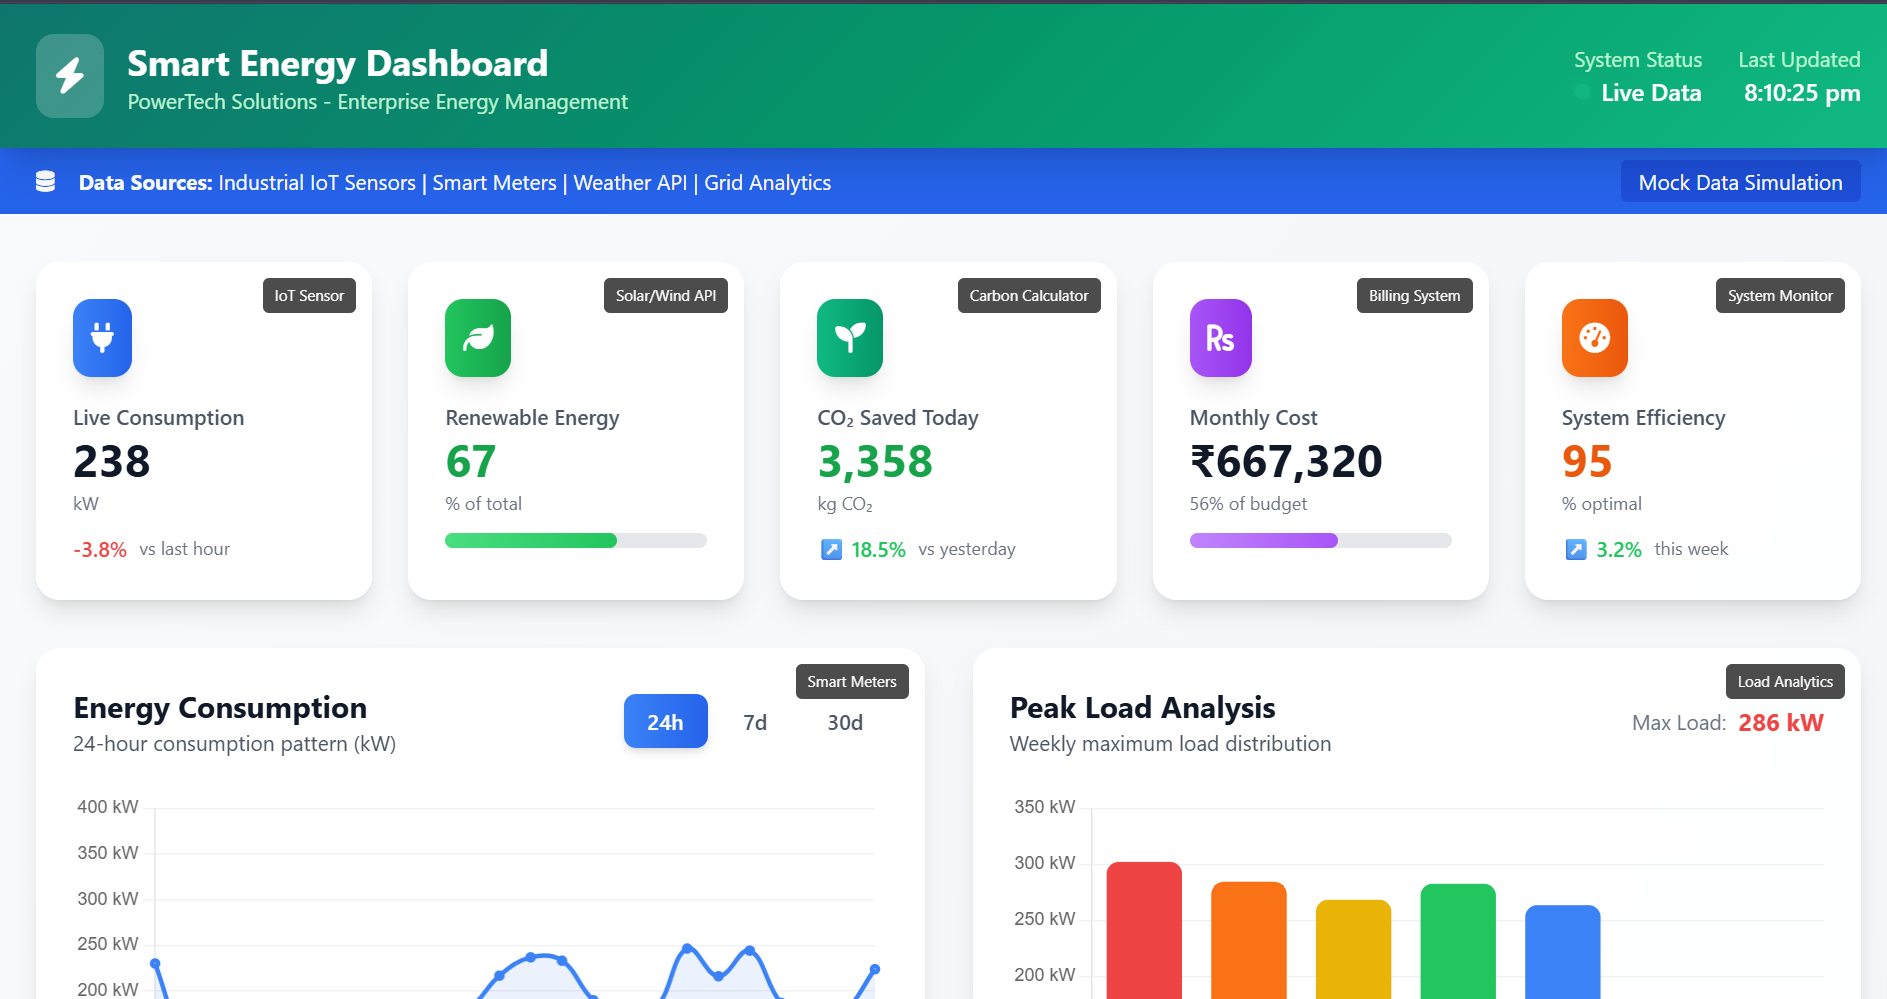 Smart Energy Dashboard
PowerTech Solutions - Enterprise Energy Management
System Status
Live Data
Last Updated
8:10:25 pm
Data Sources: Industrial IoT Sensors | Smart Meters | Weather API | Grid Analytics
Mock Data Simulation
IoT Sensor
Live Consumption
238
kW
-3.8% vs last hour
Solar/Wind API
Renewable Energy
67
% of total
Carbon Calculator
CO₂ Saved Today
3,358
kg CO₂
18.5% vs yesterday
Billing System
Rs
Monthly Cost
₹667,320
56% of budget
System Monitor
System Efficiency
95
% optimal
3.2% this week
Smart Meters
Energy Consumption
24-hour consumption pattern (kW)
24h 7d 30d
400 kW
350 kW
300 kW
250 kW
200 kW
Load Analytics
Peak Load Analysis
Weekly maximum load distribution
Max Load: 286 kW
350 kW
300 kW
250 kW
200 kW